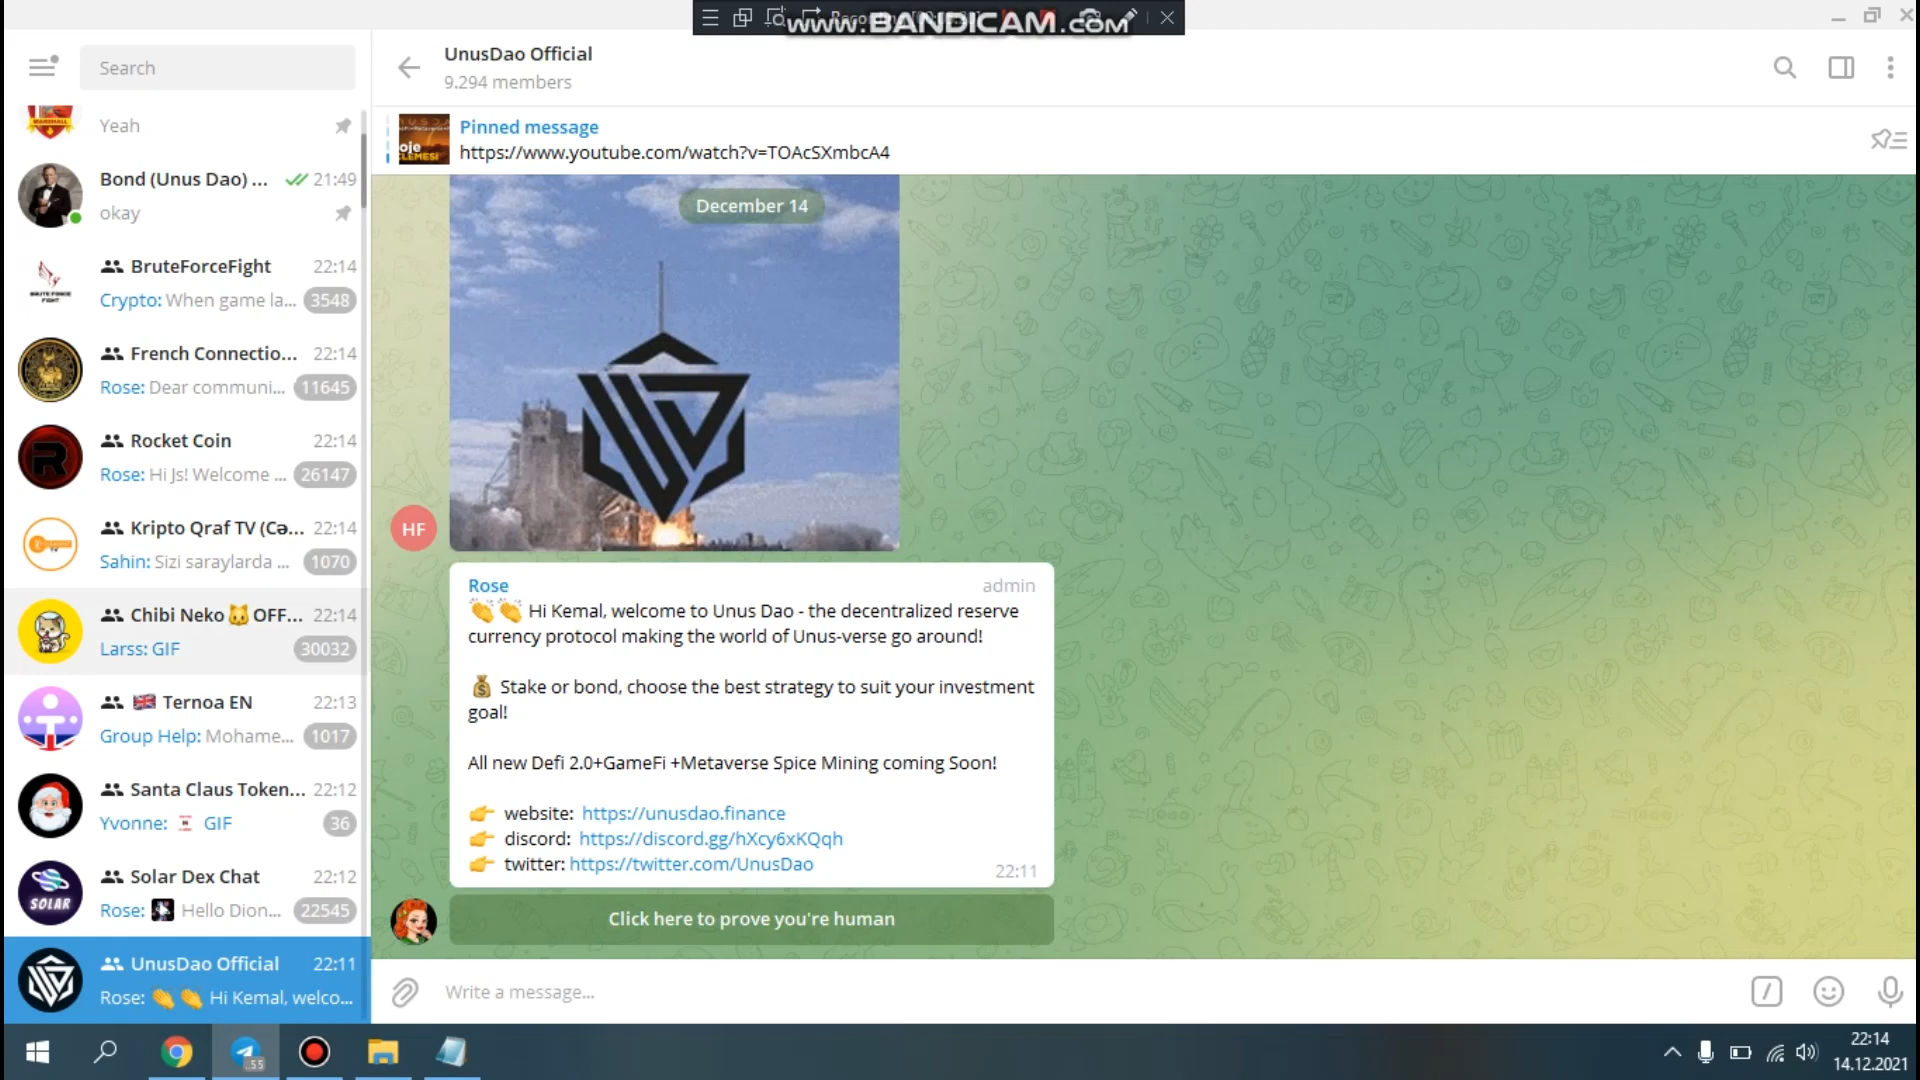 www.BANDICAM.com
Search
UnusDao Official
9.294 members
Pinned message
https://www.youtube.com/watch?v=TOAcSXmbcA4
Yeah
Bond (Unus Dao) ... 21:49
okay
BruteForceFight 22:14
Crypto: When game la... 3548
French Connectio... 22:14
Rose: Dear communi... 11645
Rocket Coin 22:14
Rose: Hi Js! Welcome ... 26147
Kripto Qraf TV (Cə... 22:14
Sahin: Sizi saraylarda ... 1070
Chibi Neko🐱OFF... 22:14
Larss: GIF 30032
Ternoa EN 22:13
Group Help: Mohame... 1017
Santa Claus Token... 22:12
Yvonne: GIF 36
SOLAR
Solar Dex Chat 22:12
Rose: Hello Dion... 22545
UnusDao Official 22:11
Rose: 👏👏 Hi Kemal, welco...
December 14
HF
Rose admin
👏👏 Hi Kemal, welcome to Unus Dao - the decentralized reserve
currency protocol making the world of Unus-verse go around!
💰 Stake or bond, choose the best strategy to suit your investment
goal!
All new Defi 2.0+GameFi +Metaverse Spice Mining coming Soon!
👉 website: https://unusdao.finance
👉 discord: https://discord.gg/hXcy6xKQqh
👉 twitter: https://twitter.com/UnusDao
22:11
Click here to prove you're human
Write a message...
55
22:14
14.12.2021